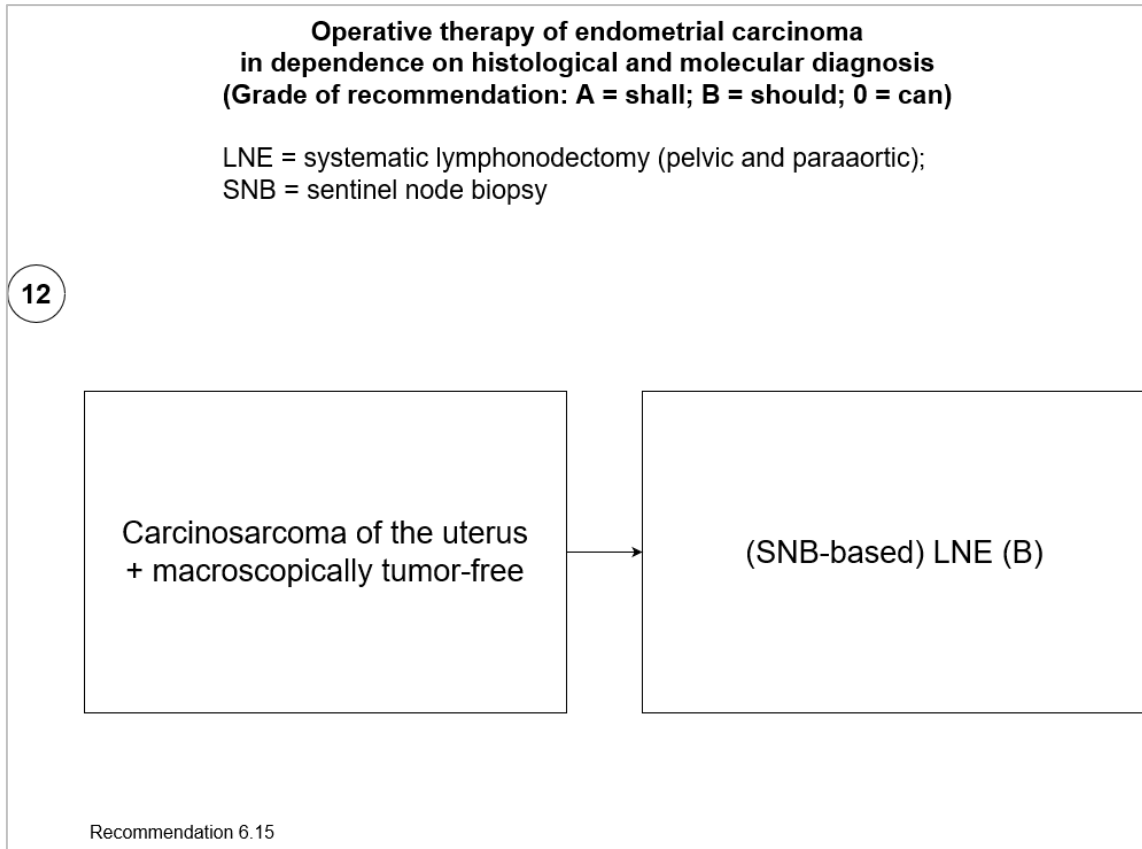 Operative therapy of endometrial carcinoma
in dependence on histological and molecular diagnosis
(Grade of recommendation: A = shall; B = should; 0 = can)
LNE = systematic lymphonodectomy (pelvic and paraaortic);
SNB = sentinel node biopsy
12
Carcinosarcoma of the uterus
+ macroscopically tumor-free
(SNB-based) LNE (B)
Recommendation 6.15